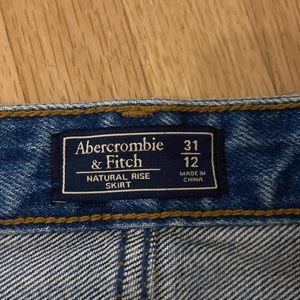 Abercrombie
& Fitch
NATURAL RISE
SKIRT
31
12
MADE IN
CHINA